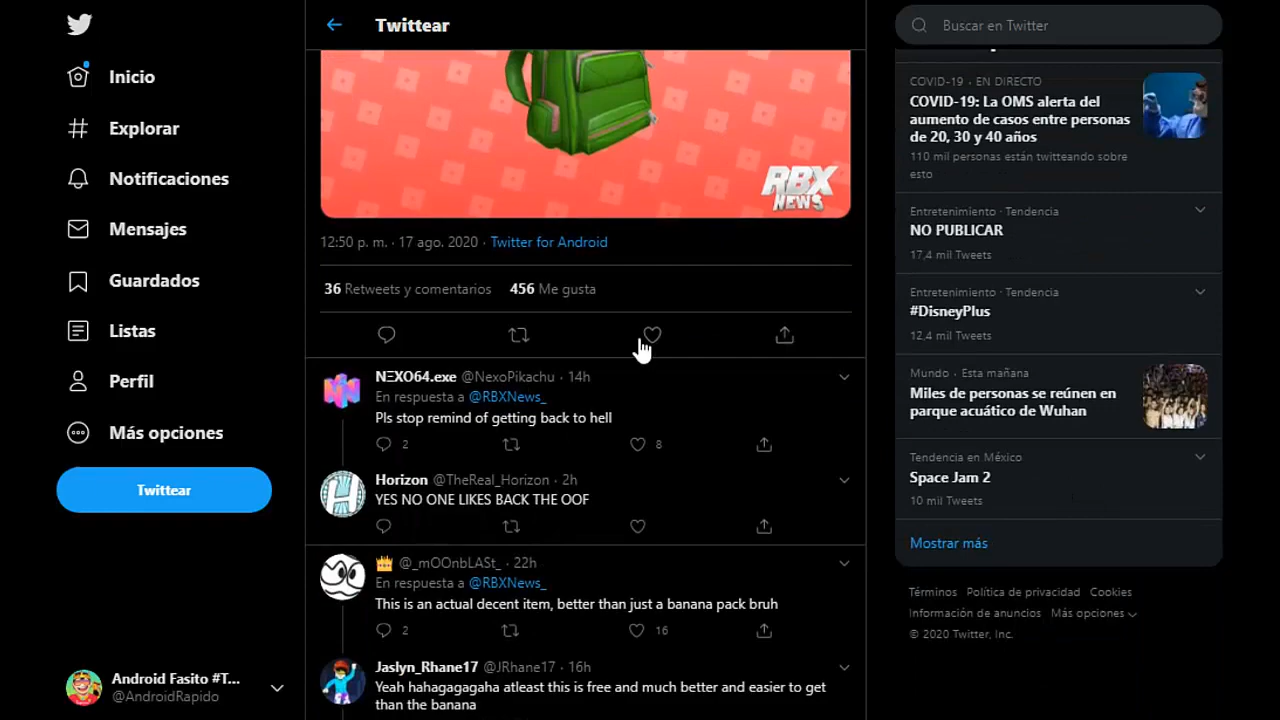 Inicio
Explorar
Notificaciones
Mensajes
Guardados
Listas
Perfil
Más opciones
Twittear
Android Fasito #T...
@AndroidRapido
Twittear
RBX
NEWS
12:50 p. m. · 17 ago. 2020 · Twitter for Android
36 Retweets y comentarios 456 Me gusta
NΞXO64.exe @NexoPikachu · 14h
En respuesta a @RBXNews_
Pls stop remind of getting back to hell
2 8
Horizon @TheReal_Horizon · 2h
YES NO ONE LIKES BACK THE OOF
@_mOOnbLASt_ · 22h
En respuesta a @RBXNews_
This is an actual decent item, better than just a banana pack bruh
2 16
Jaslyn_Rhane17 @JRhane17 · 16h
Yeah hahagagagaha atleast this is free and much better and easier to get
than the banana
Buscar en Twitter
COVID-19 · EN DIRECTO
COVID-19: La OMS alerta del
aumento de casos entre personas
de 20, 30 y 40 años
110 mil personas están twitteando sobre
esto
Entretenimiento · Tendencia
NO PUBLICAR
17,4 mil Tweets
Entretenimiento · Tendencia
#DisneyPlus
12,4 mil Tweets
Mundo · Esta mañana
Miles de personas se reúnen en
parque acuático de Wuhan
Tendencia en México
Space Jam 2
10 mil Tweets
Mostrar más
Términos Política de privacidad Cookies
Información de anuncios Más opciones
© 2020 Twitter, Inc.